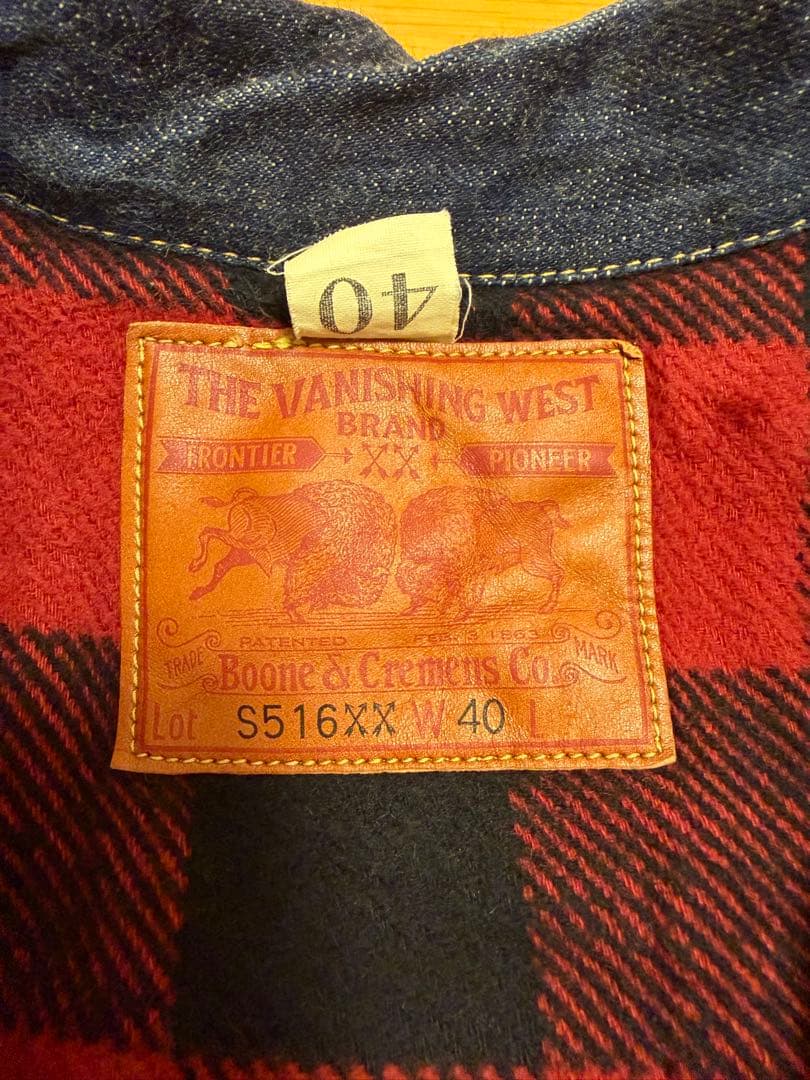 40
THE VANISHING WEST
BRAND
FRONTIER XX PIONEER
PATENTED FEB. 3 1863
TRADE MARK
Boone & Cremens Co.
Lot S516XX W 40 L -